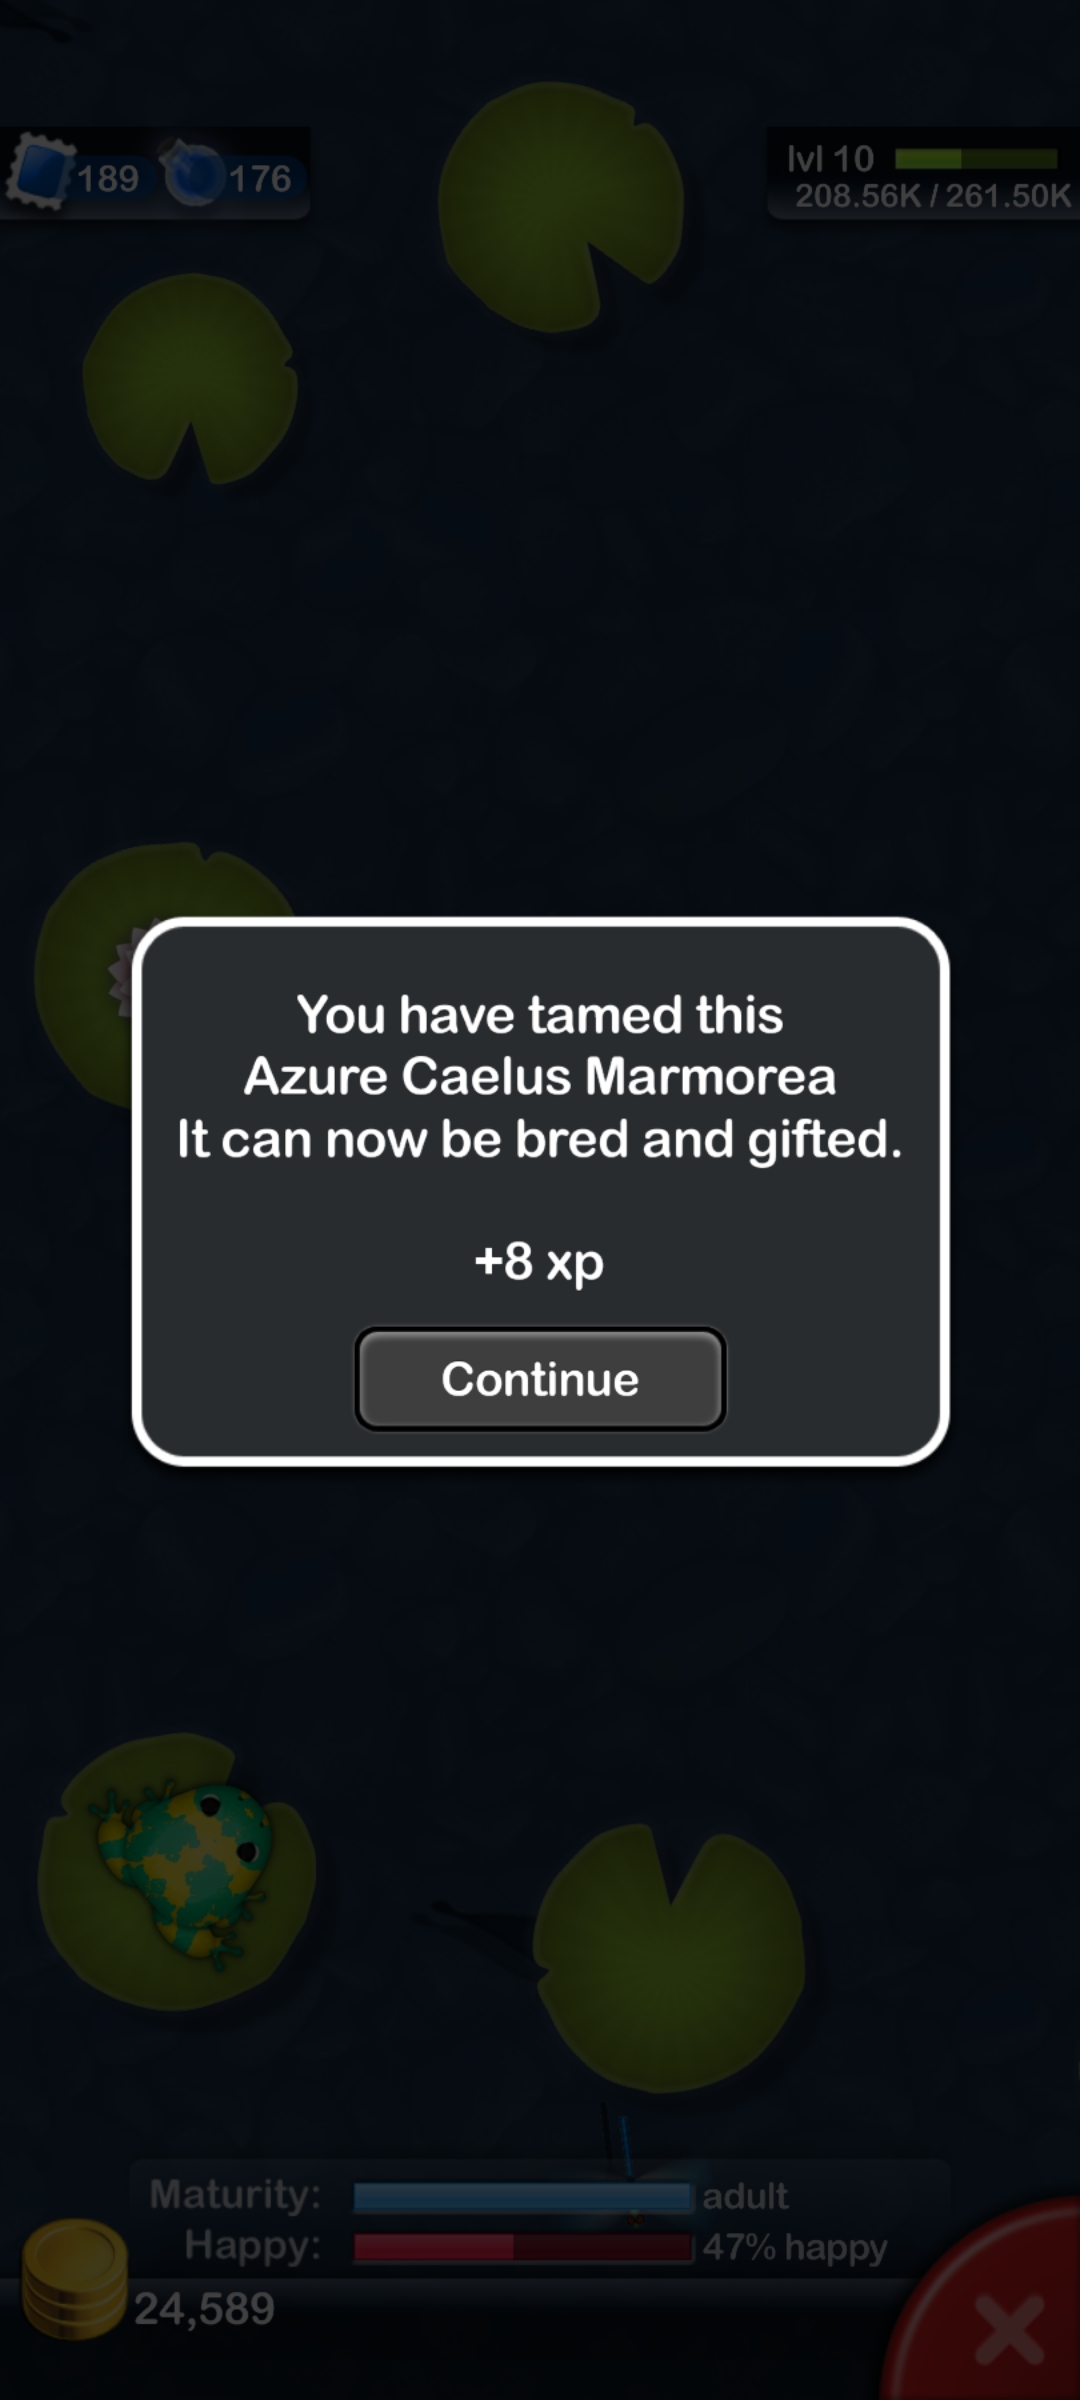 189 176
lvl 10
208.56K / 261.50K
You have tamed this
Azure Caelus Marmorea
It can now be bred and gifted.
+8 xp
Continue
Maturity: adult
Happy: 47% happy
24,589